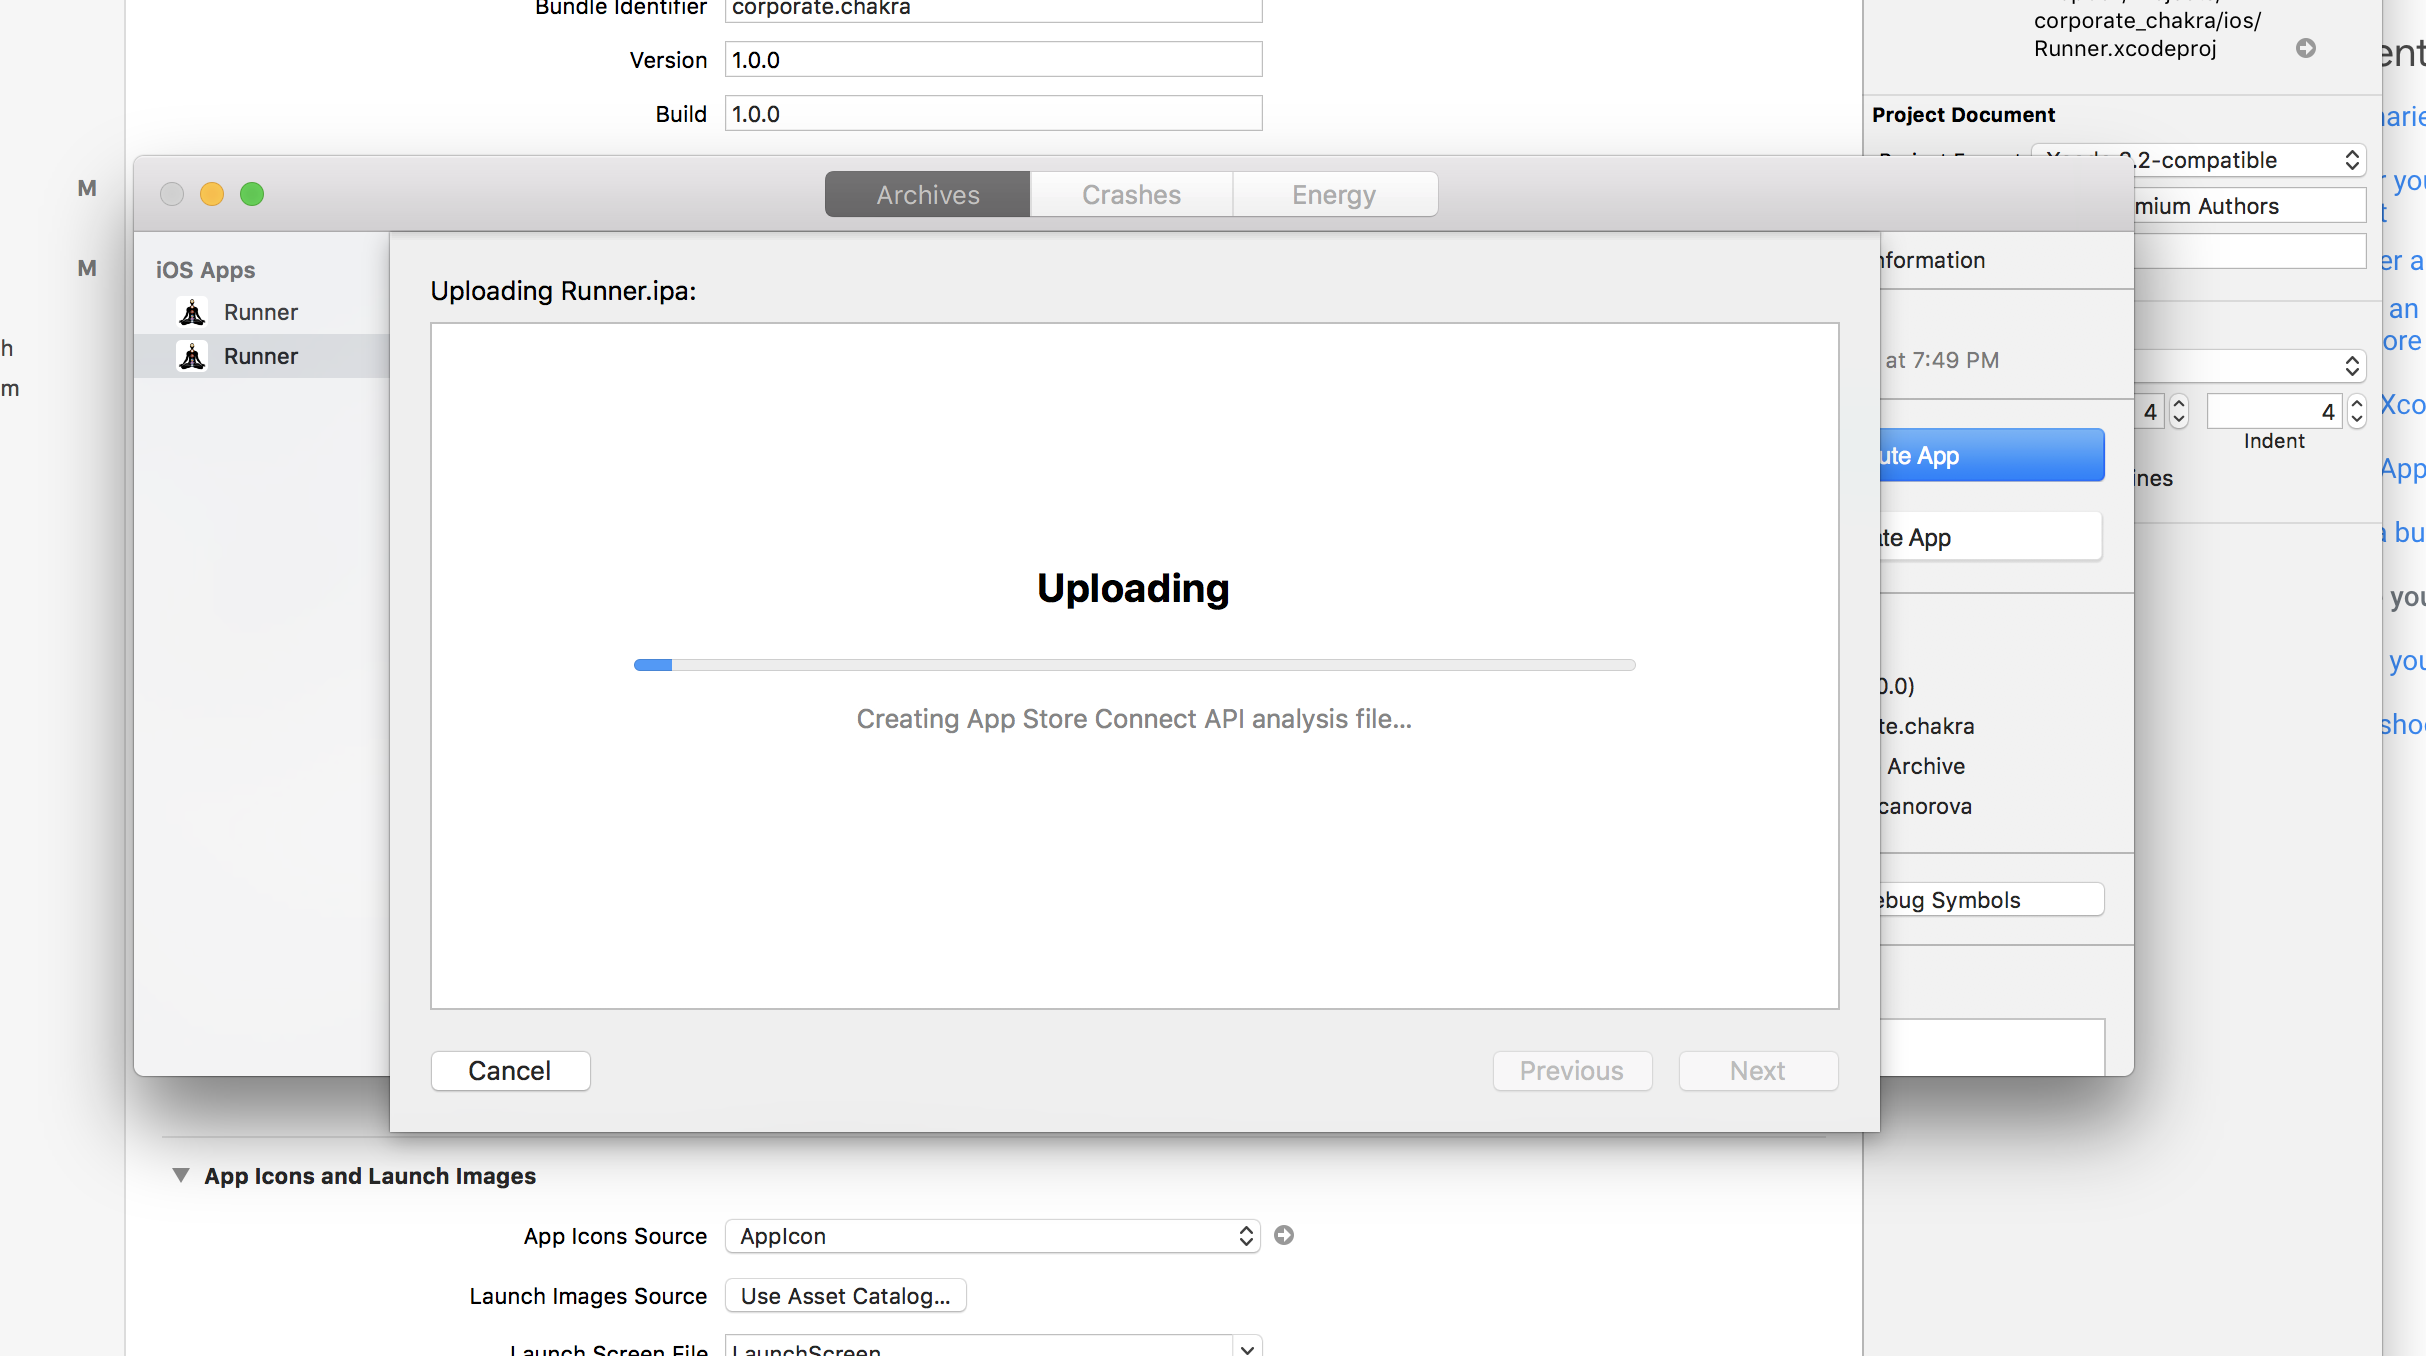 Bundle Identifier corporate.chakra
Version 1.0.0
Build 1.0.0
corporate_chakra/ios/
Runner.xcodeproj
Project Document
.2-compatible
mium Authors
4 4
Indent
M
M
h
m
Archives Crashes Energy
iOS Apps
Runner
Runner
Uploading Runner.ipa:
Uploading
Creating App Store Connect API analysis file...
Cancel Previous Next
nformation
at 7:49 PM
ute App
te App
0.0)
te.chakra
Archive
canorova
ebug Symbols
ines
App Icons and Launch Images
App Icons Source AppIcon
Launch Images Source Use Asset Catalog...
Launch Screen File LaunchScreen
ent
arie
you
t
er a
an
ore
Xco
App
a bu
you
you
shoo